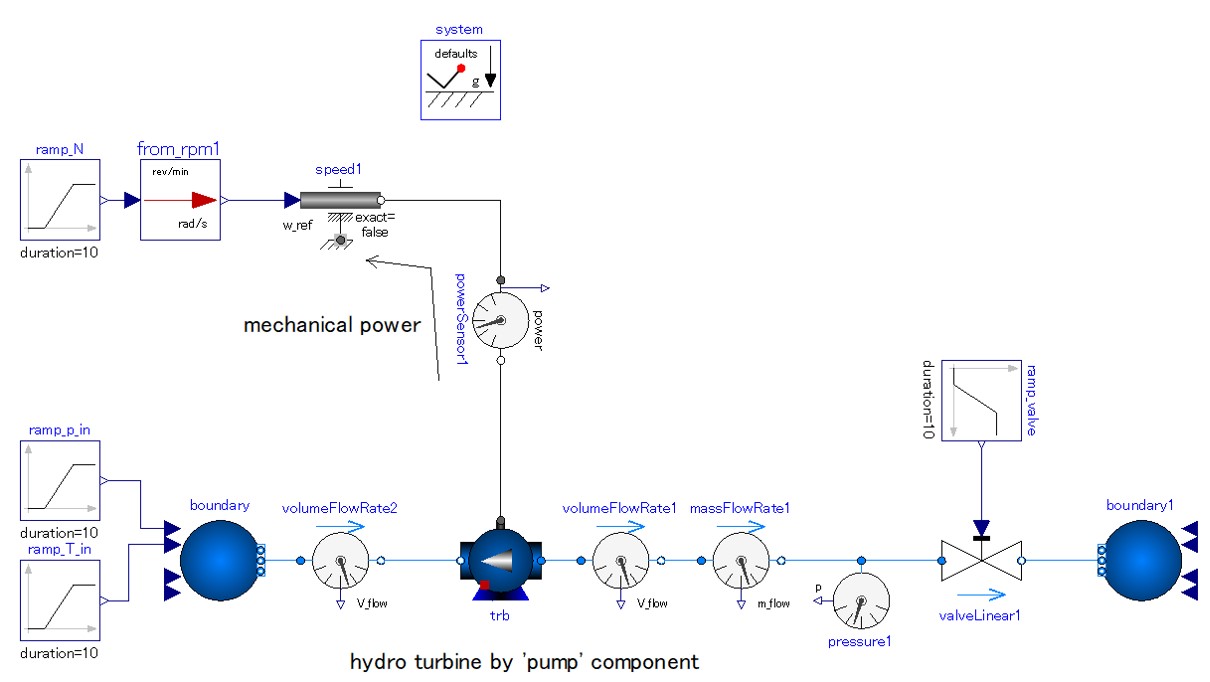 system
defaults
g
ramp_N
duration=10
from_rpm1
rev/min
rad/s
speed1
w_ref
exact=
false
mechanical power
powerSensor1
power
ramp_valve
duration=10
ramp_p_in
duration=10
ramp_T_in
duration=10
boundary
volumeFlowRate2
V_flow
trb
volumeFlowRate1
V_flow
massFlowRate1
m_flow
p
pressure1
valveLinear1
boundary1
hydro turbine by 'pump' component